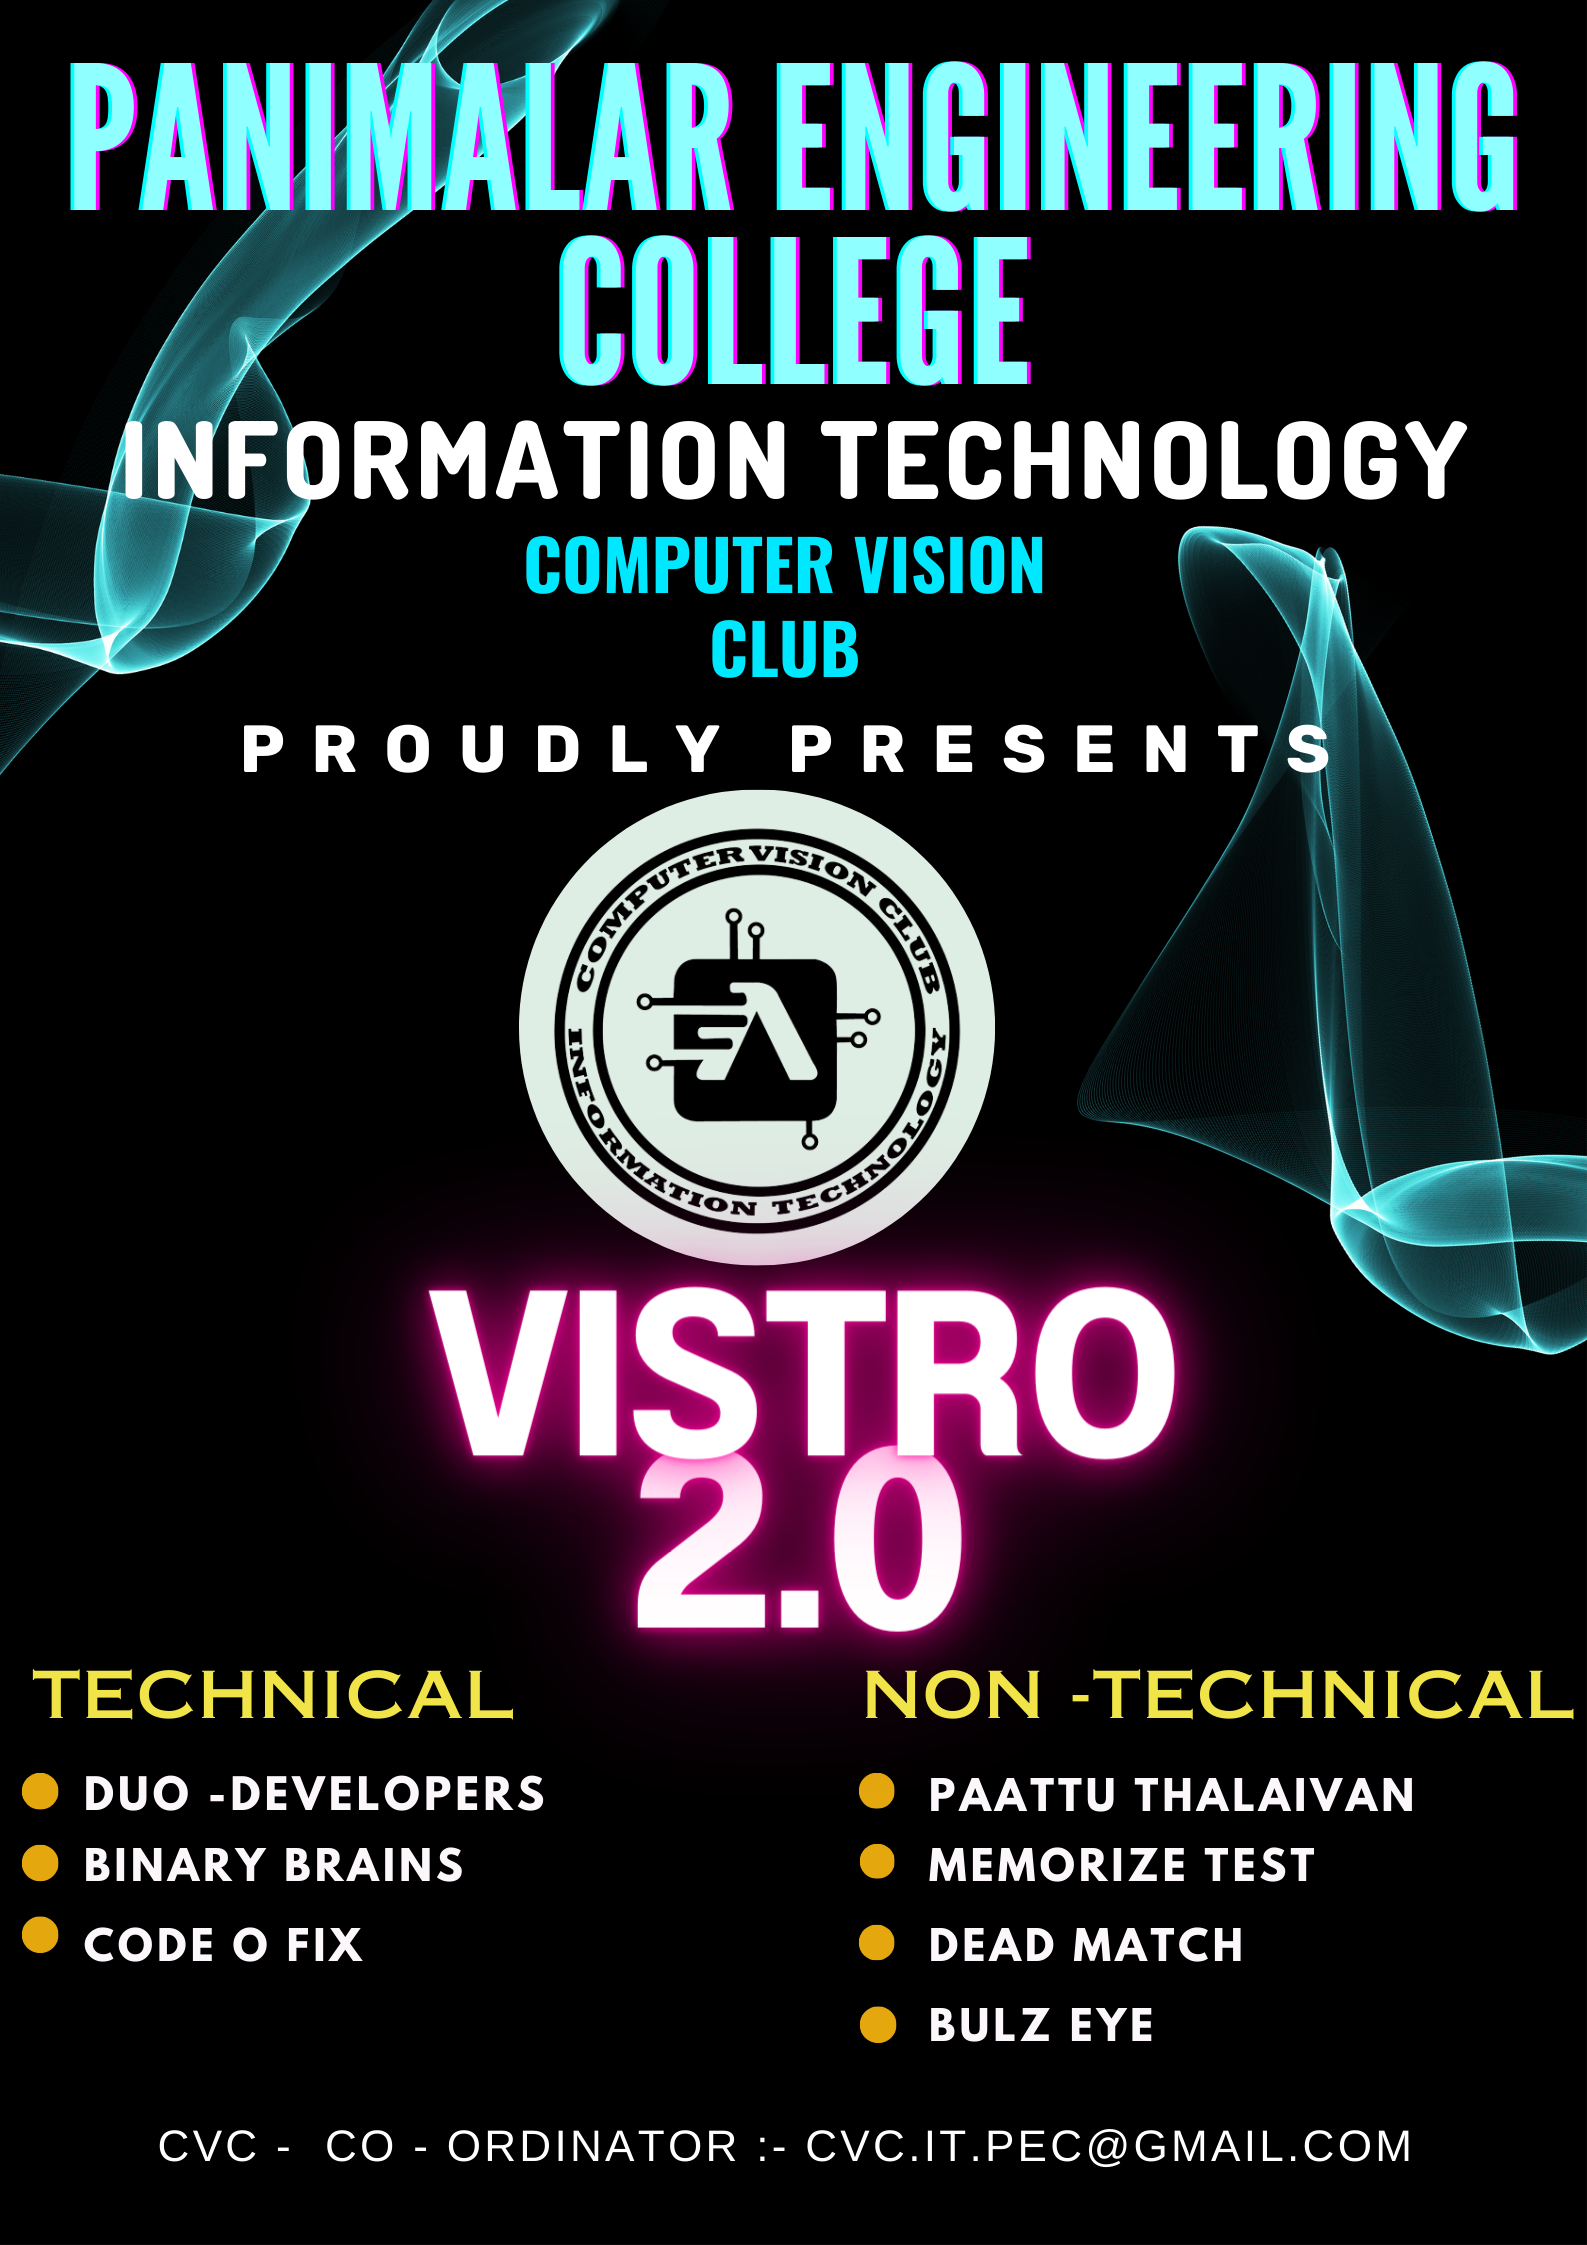 PANIMALAR ENGINEERING
COLLEGE
INFORMATION TECHNOLOGY
COMPUTER VISION
CLUB
PROUDLY PRESENTS
COMPUTER VISION CLUB
INFORMATION TECHNOLOGY
VISTRO
2.0
TECHNICAL
DUO -DEVELOPERS
BINARY BRAINS
CODE O FIX
NON -TECHNICAL
PAATTU THALAIVAN
MEMORIZE TEST
DEAD MATCH
BULZ EYE
CVC -  CO - ORDINATOR :- CVC.IT.PEC@GMAIL.COM